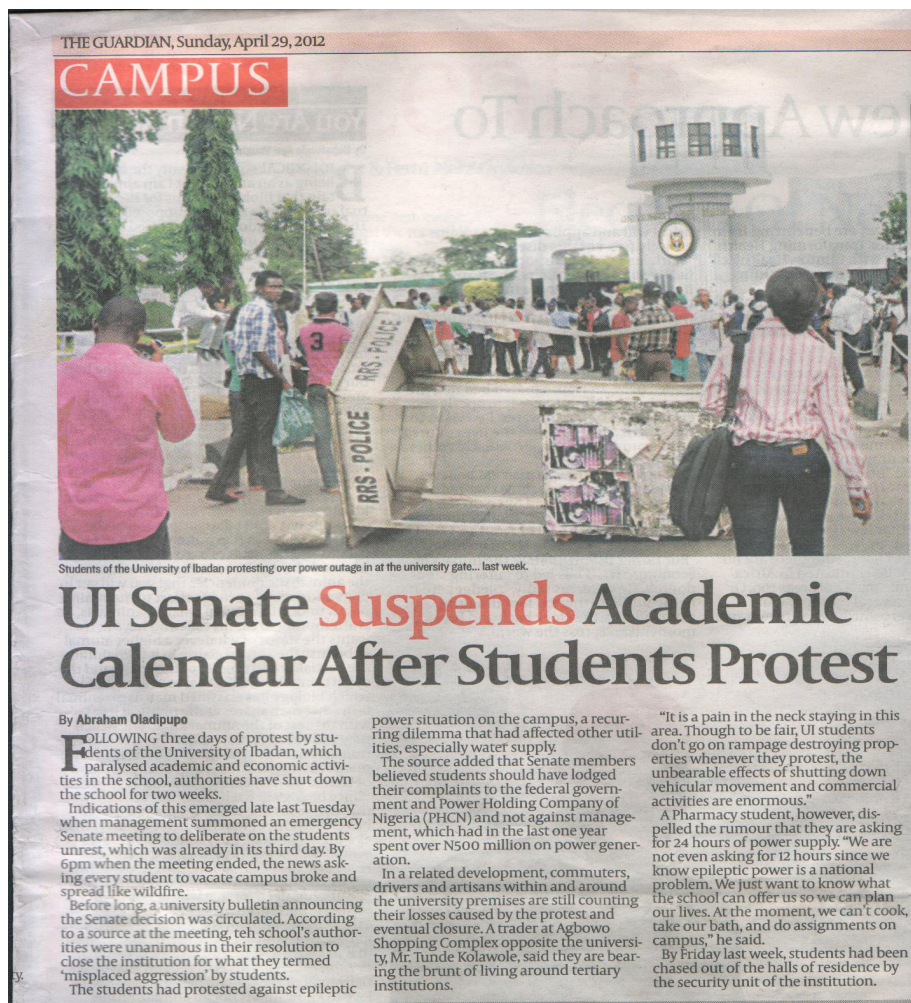 THE GUARDIAN, Sunday, April 29, 2012
CAMPUS
3
RRS - POLICE
RRS - POLICE
Students of the University of Ibadan protesting over power outage in at the university gate... last week.
UI Senate Suspends Academic
Calendar After Students Protest
By Abraham Oladipupo
FOLLOWING three days of protest by stu-
dents of the University of Ibadan, which
paralysed academic and economic activi-
ties in the school, authorities have shut down
the school for two weeks.
Indications of this emerged late last Tuesday
when management summoned an emergency
Senate meeting to deliberate on the students
unrest, which was already in its third day. By
6pm when the meeting ended, the news ask-
ing every student to vacate campus broke and
spread like wildfire.
Before long, a university bulletin announcing
the Senate decision was circulated. According
to a source at the meeting, teh school's author-
ities were unanimous in their resolution to
close the institution for what they termed
'misplaced aggression' by students.
The students had protested against epileptic
power situation on the campus, a recur-
ring dilemma that had affected other util-
ities, especially water supply.
The source added that Senate members
believed students should have lodged
their complaints to the federal govern-
ment and Power Holding Company of
Nigeria (PHCN) and not against manage-
ment, which had in the last one year
spent over N500 million on power gener-
ation.
In a related development, commuters,
drivers and artisans within and around
the university premises are still counting
their losses caused by the protest and
eventual closure. A trader at Agbowo
Shopping Complex opposite the universi-
ty, Mr. Tunde Kolawole, said they are bear-
ing the brunt of living around tertiary
institutions.
"It is a pain in the neck staying in this
area. Though to be fair, UI students
don't go on rampage destroying prop-
erties whenever they protest, the
unbearable effects of shutting down
vehicular movement and commercial
activities are enormous."
A Pharmacy student, however, dis-
pelled the rumour that they are asking
for 24 hours of power supply. "We are
not even asking for 12 hours since we
know epileptic power is a national
problem. We just want to know what
the school can offer us so we can plan
our lives. At the moment, we can't cook,
take our bath, and do assignments on
campus," he said.
By Friday last week, students had been
chased out of the halls of residence by
the security unit of the institution.